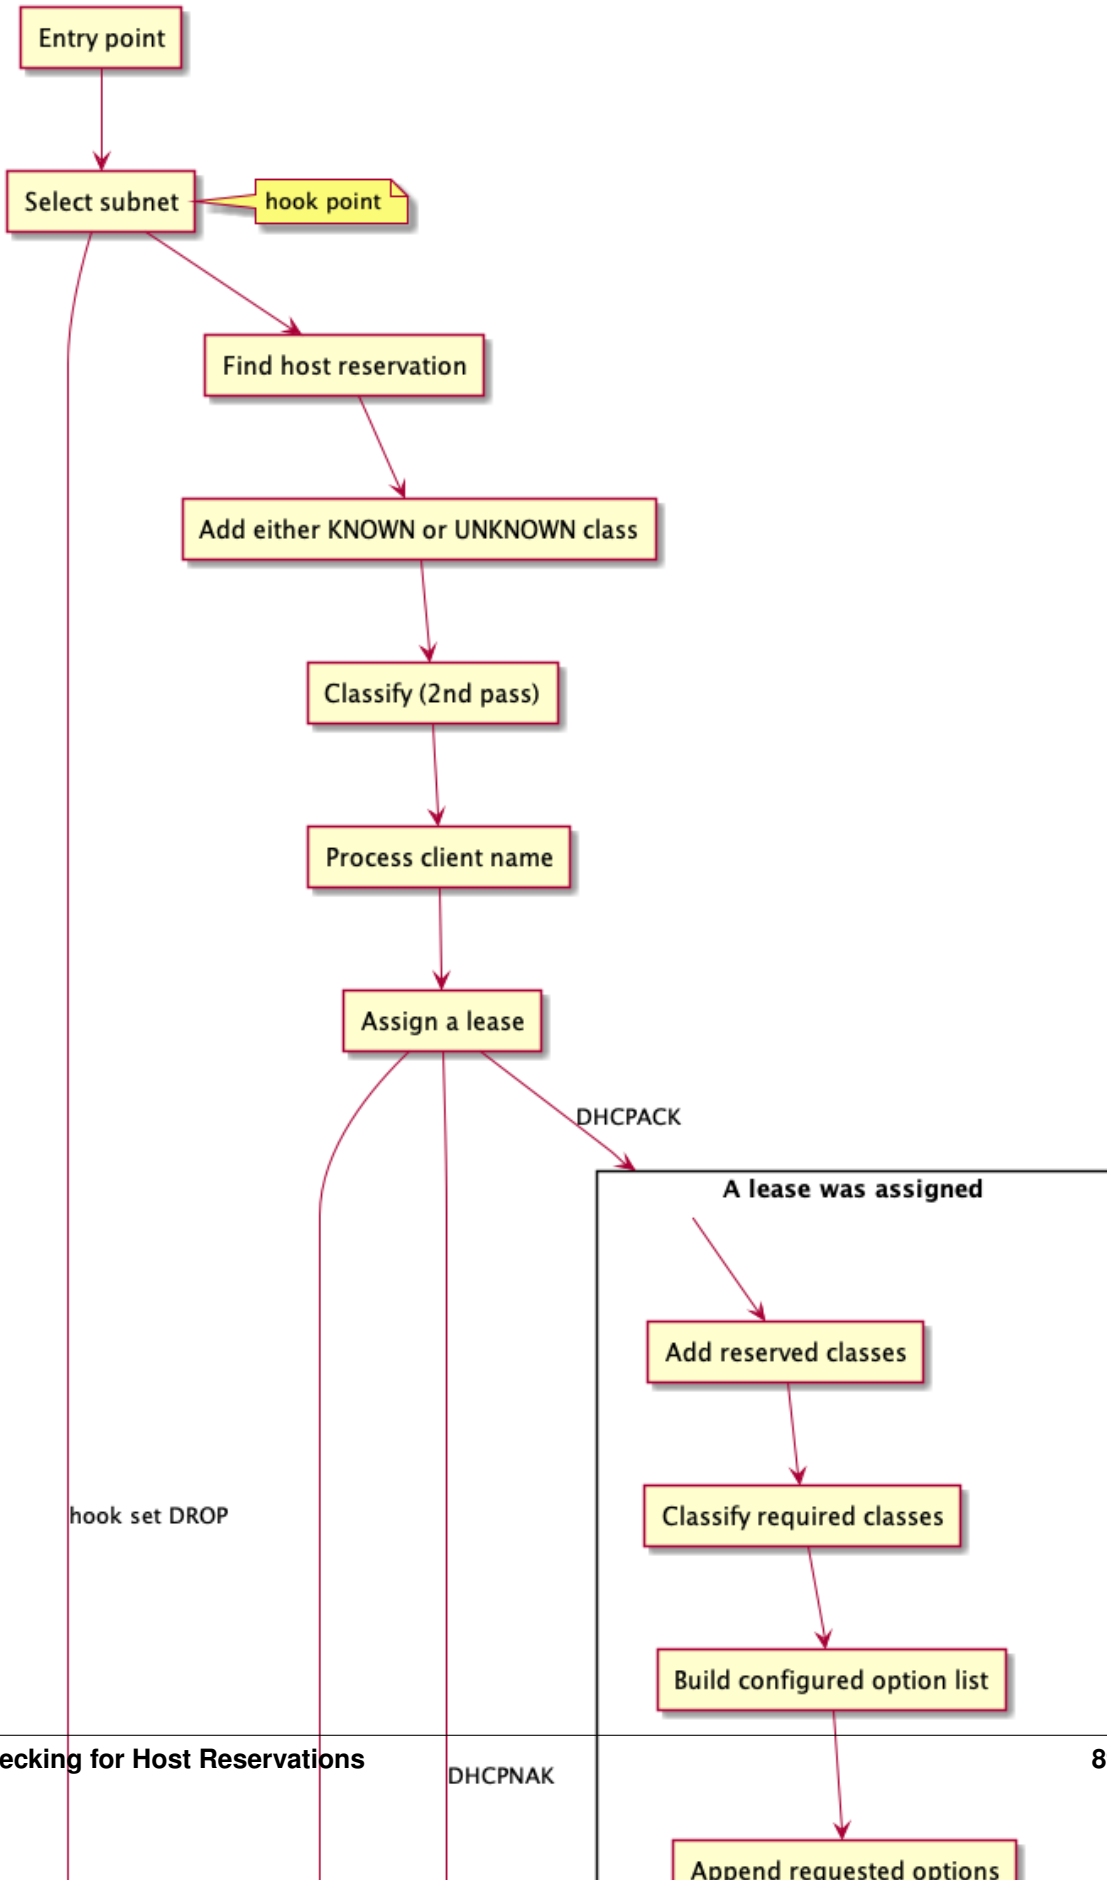 Entry point
Select subnet
hook point
Find host reservation
Add either KNOWN or UNKNOWN class
Classify (2nd pass)
Process client name
Assign a lease
DHCPACK
A lease was assigned
Add reserved classes
Classify required classes
hook set DROP
Build configured option list
ecking for Host Reservations
8
DHCPNAK
Append requested options